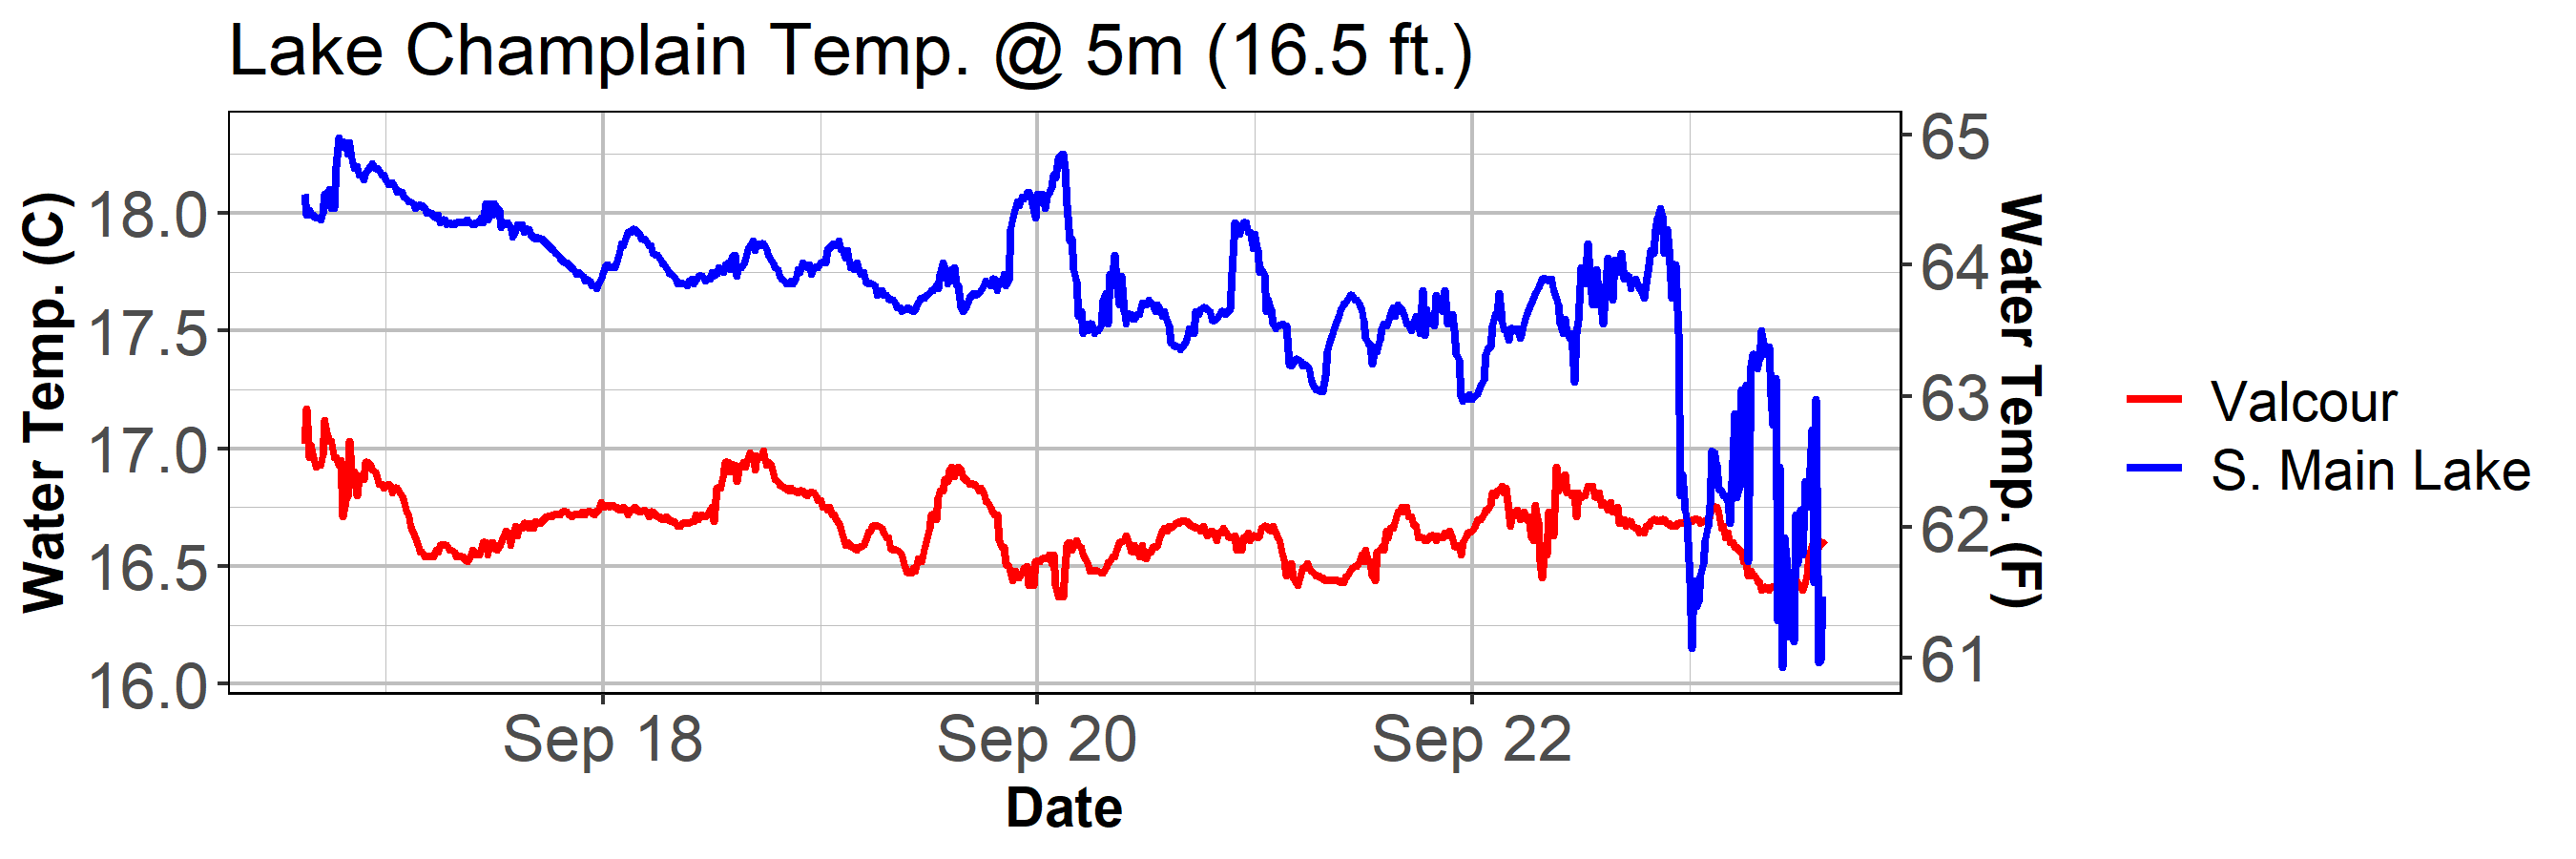 Lake Champlain Temp. @ 5m (16.5 ft.)
Water Temp. (C)
18.0
17.5
17.0
16.5
16.0
65
64
63
62
61
Water Temp. (F)
Sep 18
Sep 20
Sep 22
Date
Valcour
S. Main Lake